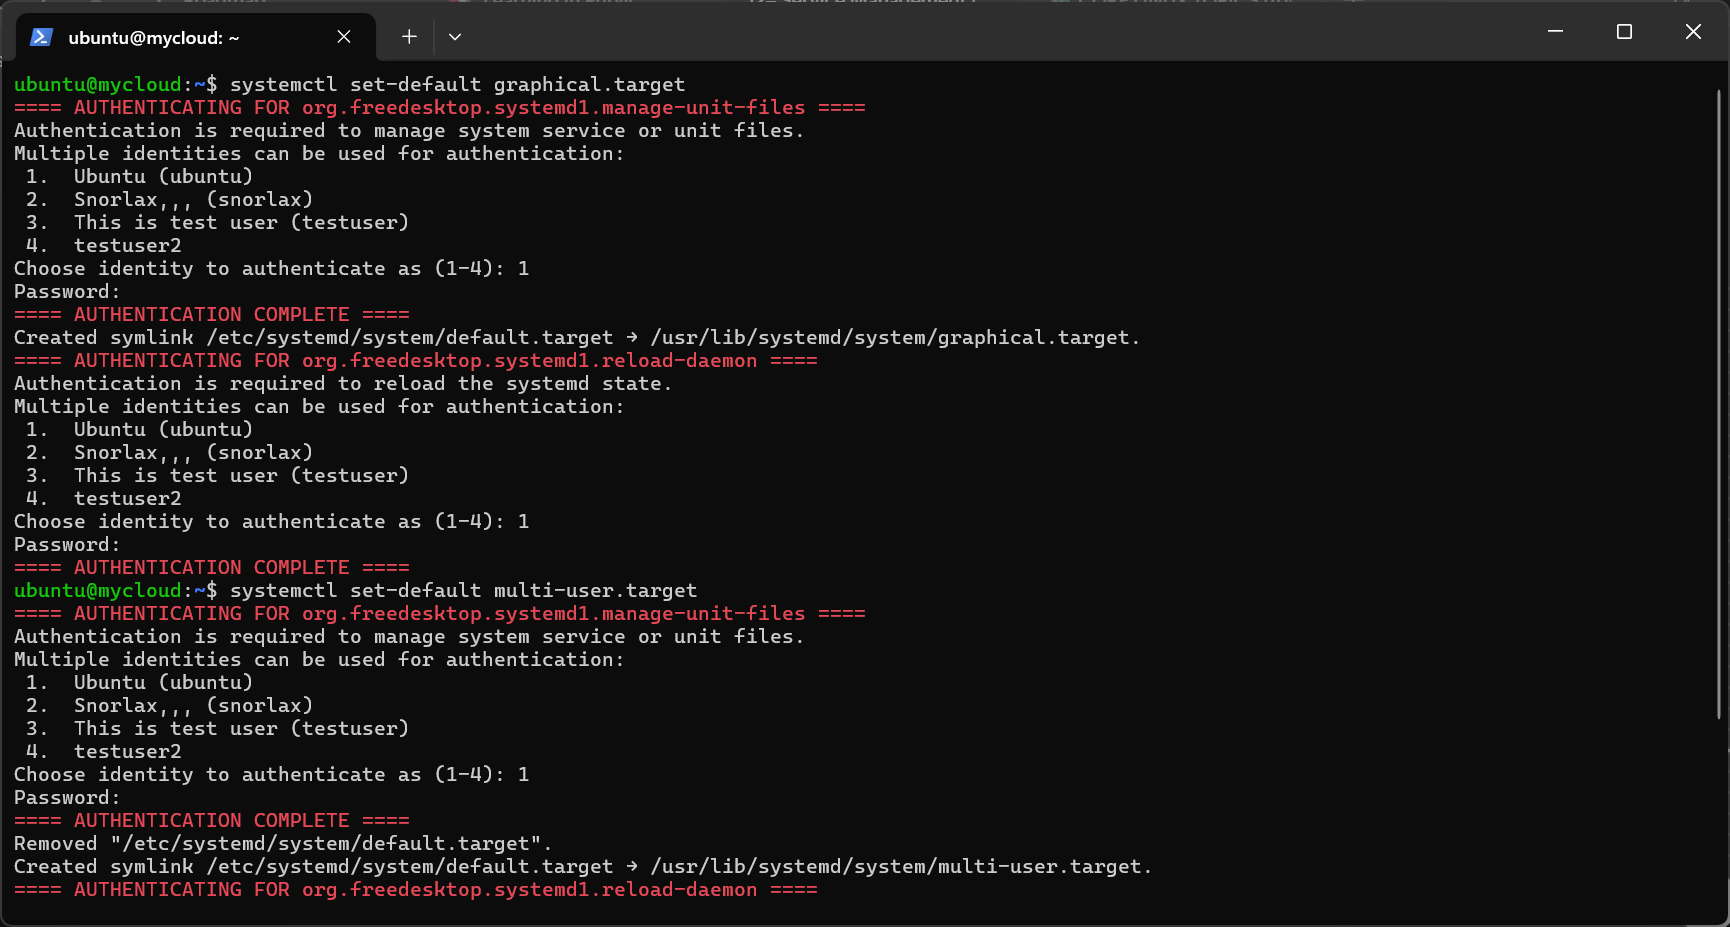 ubuntu@mycloud: ~
ubuntu@mycloud:~$ systemctl set-default graphical.target
==== AUTHENTICATING FOR org.freedesktop.systemd1.manage-unit-files ====
Authentication is required to manage system service or unit files.
Multiple identities can be used for authentication:
 1.  Ubuntu (ubuntu)
 2.  Snorlax,,, (snorlax)
 3.  This is test user (testuser)
 4.  testuser2
Choose identity to authenticate as (1-4): 1
Password:
==== AUTHENTICATION COMPLETE ====
Created symlink /etc/systemd/system/default.target → /usr/lib/systemd/system/graphical.target.
==== AUTHENTICATING FOR org.freedesktop.systemd1.reload-daemon ====
Authentication is required to reload the systemd state.
Multiple identities can be used for authentication:
 1.  Ubuntu (ubuntu)
 2.  Snorlax,,, (snorlax)
 3.  This is test user (testuser)
 4.  testuser2
Choose identity to authenticate as (1-4): 1
Password:
==== AUTHENTICATION COMPLETE ====
ubuntu@mycloud:~$ systemctl set-default multi-user.target
==== AUTHENTICATING FOR org.freedesktop.systemd1.manage-unit-files ====
Authentication is required to manage system service or unit files.
Multiple identities can be used for authentication:
 1.  Ubuntu (ubuntu)
 2.  Snorlax,,, (snorlax)
 3.  This is test user (testuser)
 4.  testuser2
Choose identity to authenticate as (1-4): 1
Password:
==== AUTHENTICATION COMPLETE ====
Removed "/etc/systemd/system/default.target".
Created symlink /etc/systemd/system/default.target → /usr/lib/systemd/system/multi-user.target.
==== AUTHENTICATING FOR org.freedesktop.systemd1.reload-daemon ====